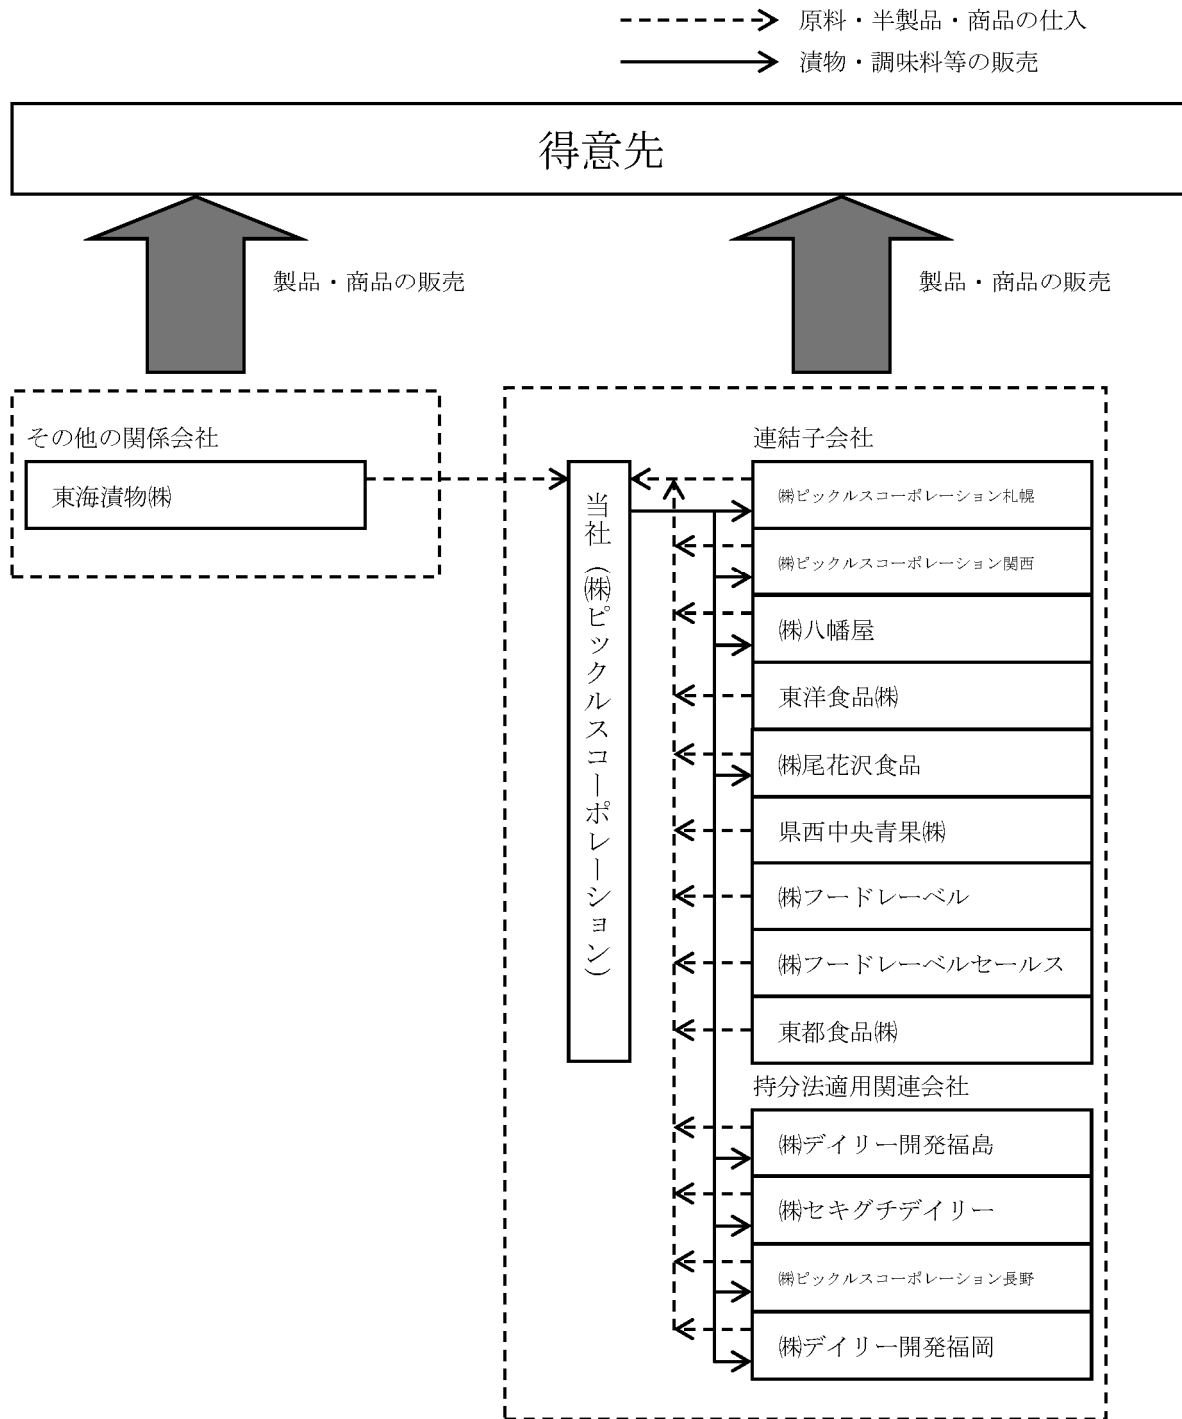 原料・半製品・商品の仕入
漬物・調味料等の販売
得意先
製品・商品の販売
製品・商品の販売
その他の関係会社
東海漬物㈱
当社(㈱ピックルスコーポレーション)
連結子会社
㈱ピックルスコーポレーション札幌
㈱ピックルスコーポレーション関西
㈱八幡屋
東洋食品㈱
㈱尾花沢食品
県西中央青果㈱
㈱フードレーベル
㈱フードレーベルセールス
東都食品㈱
持分法適用関連会社
㈱デイリー開発福島
㈱セキグチデイリー
㈱ピックルスコーポレーション長野
㈱デイリー開発福岡